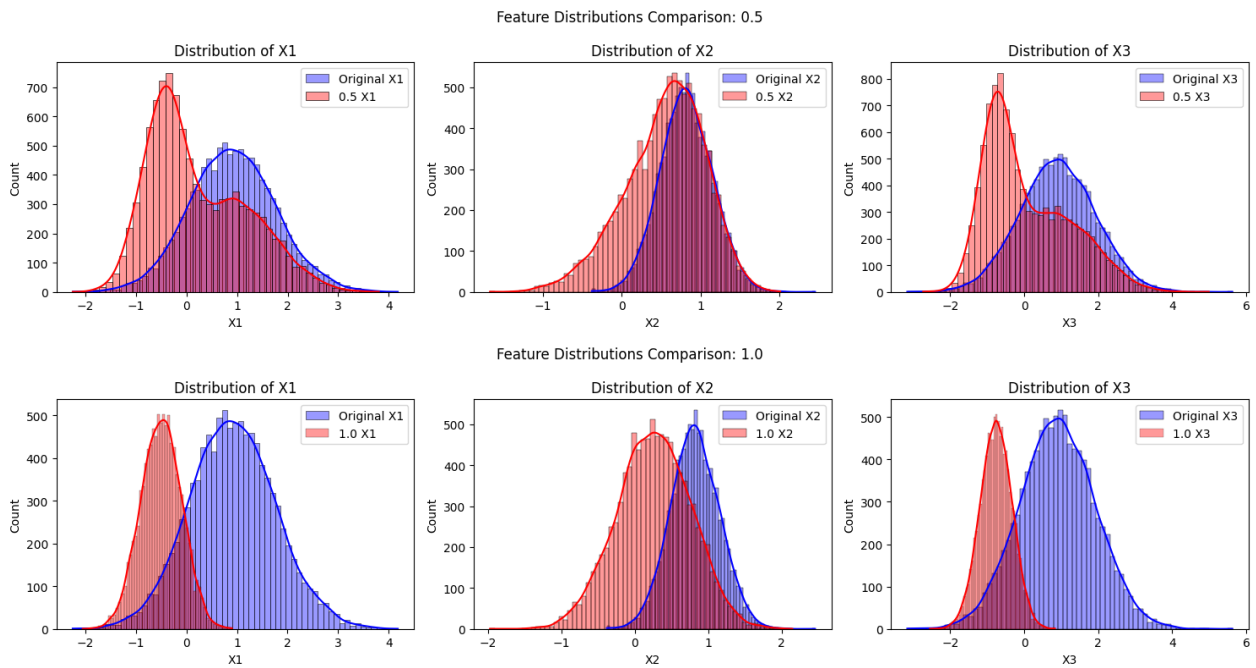 Feature Distributions Comparison: 0.5
Distribution of X1
Original X1
0.5 X1
Count
700
600
500
400
300
200
100
0
−2
−1
0
1
2
3
4
X1
Distribution of X2
Original X2
0.5 X2
Count
500
400
300
200
100
0
−1
0
1
2
X2
Distribution of X3
Original X3
0.5 X3
Count
800
700
600
500
400
300
200
100
0
−2
0
2
4
6
X3
Feature Distributions Comparison: 1.0
Distribution of X1
Original X1
1.0 X1
Count
500
400
300
200
100
0
−2
−1
0
1
2
3
4
X1
Distribution of X2
Original X2
1.0 X2
Count
500
400
300
200
100
0
−2
−1
0
1
2
X2
Distribution of X3
Original X3
1.0 X3
Count
500
400
300
200
100
0
−2
0
2
4
6
X3